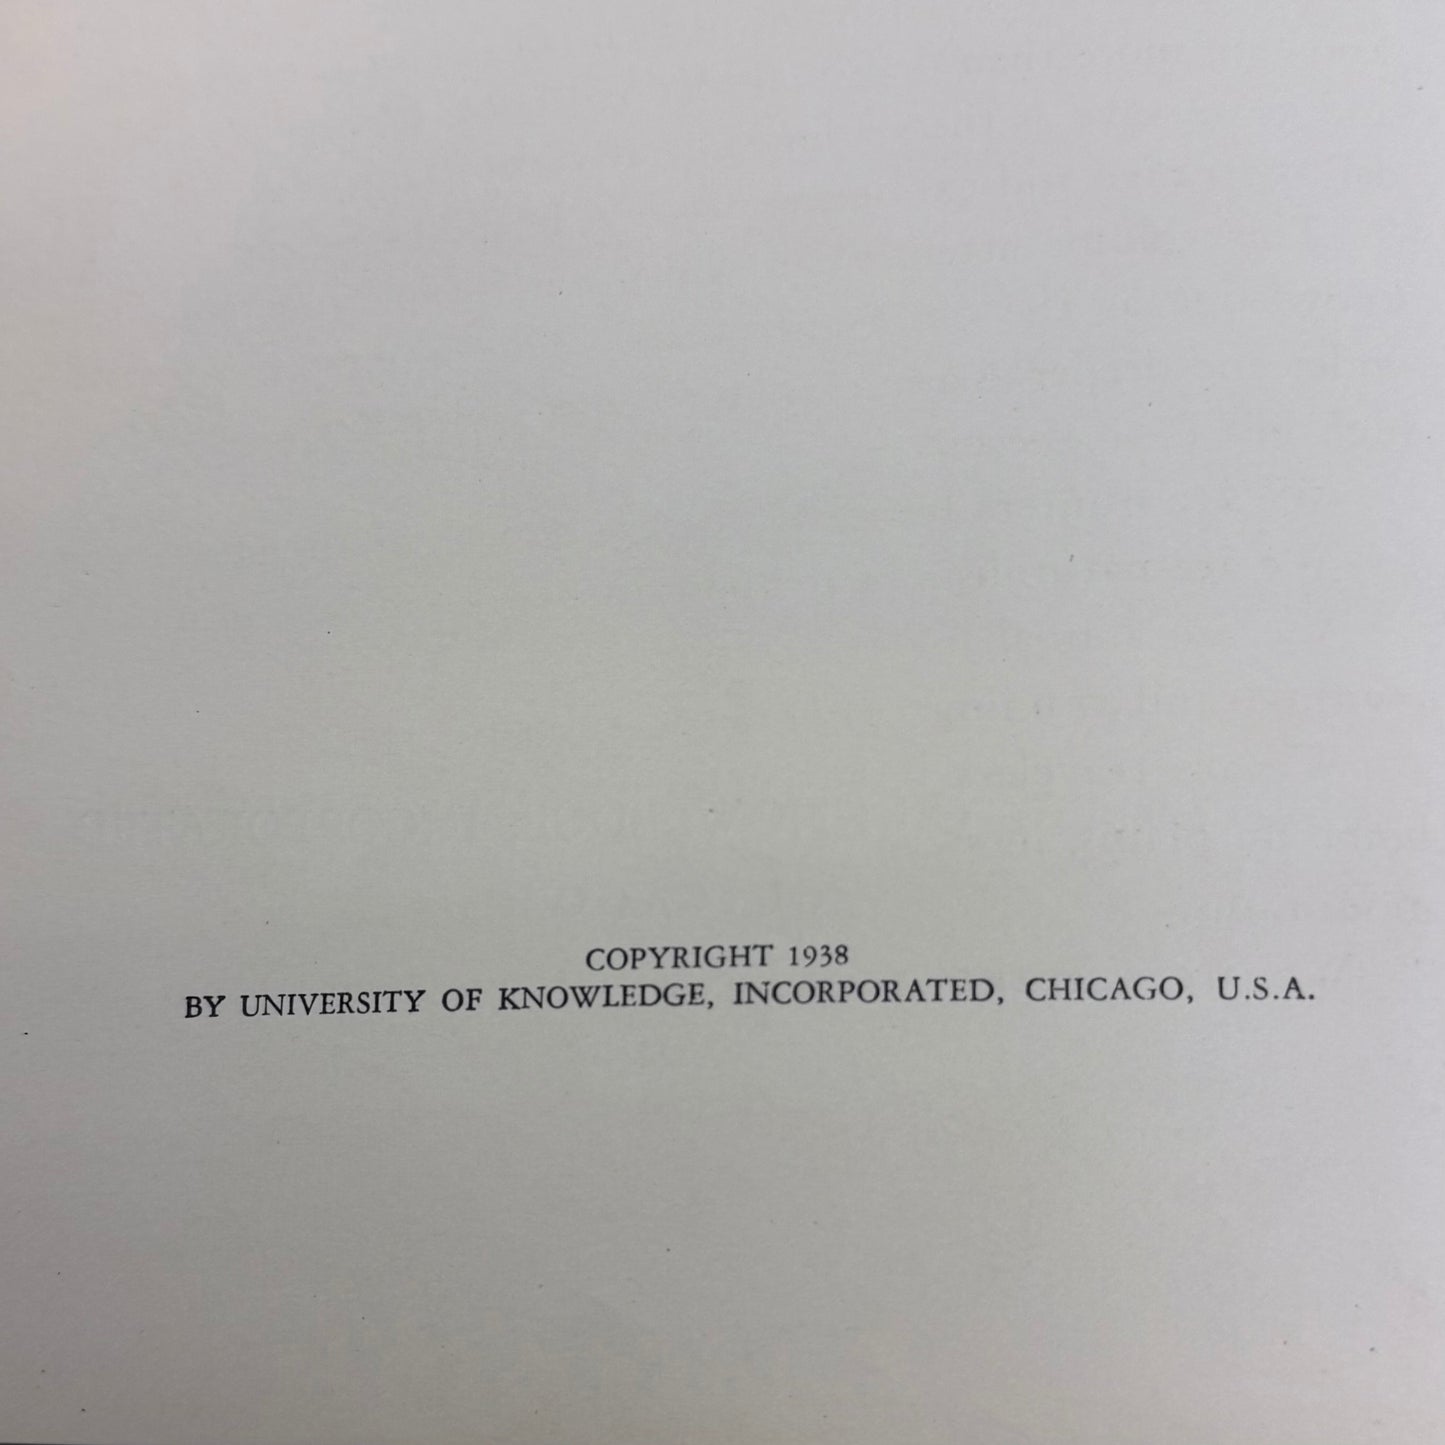 COPYRIGHT 1938
BY UNIVERSITY OF KNOWLEDGE, INCORPORATED, CHICAGO, U.S.A.